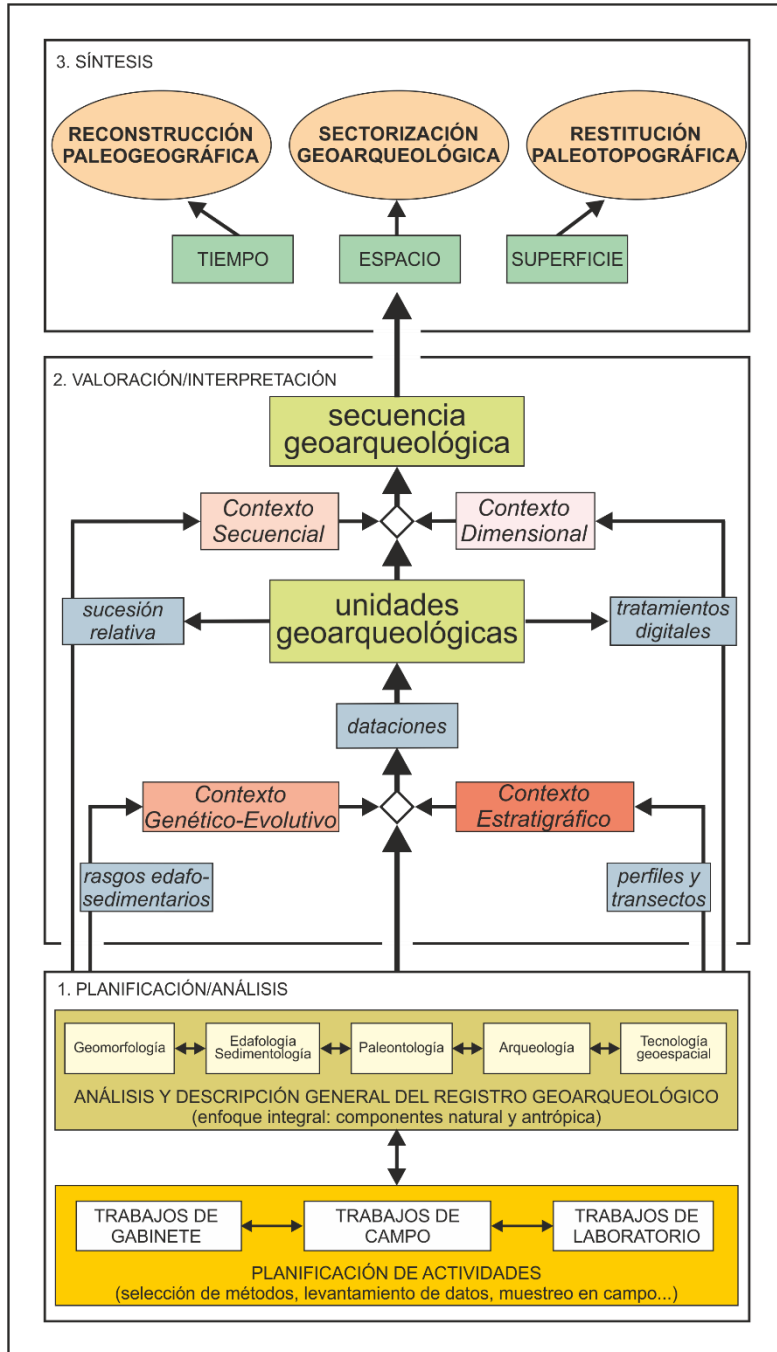 3. SÍNTESIS
RECONSTRUCCIÓN
PALEOGEOGRÁFICA
SECTORIZACIÓN
GEOARQUEOLÓGICA
RESTITUCIÓN
PALEOTOPOGRÁFICA
TIEMPO
ESPACIO
SUPERFICIE
2. VALORACIÓN/INTERPRETACIÓN
secuencia
geoarqueológica
Contexto
Secuencial
Contexto
Dimensional
sucesión
relativa
unidades
geoarqueológicas
tratamientos
digitales
dataciones
Contexto
Genético-Evolutivo
Contexto
Estratigráfico
rasgos edafo-
sedimentarios
perfiles y
transectos
1. PLANIFICACIÓN/ANÁLISIS
Geomorfología
Edafología
Sedimentología
Paleontología
Arqueología
Tecnología
geoespacial
ANÁLISIS Y DESCRIPCIÓN GENERAL DEL REGISTRO GEOARQUEOLÓGICO
(enfoque integral: componentes natural y antrópica)
TRABAJOS DE
GABINETE
TRABAJOS DE
CAMPO
TRABAJOS DE
LABORATORIO
PLANIFICACIÓN DE ACTIVIDADES
(selección de métodos, levantamiento de datos, muestreo en campo...)